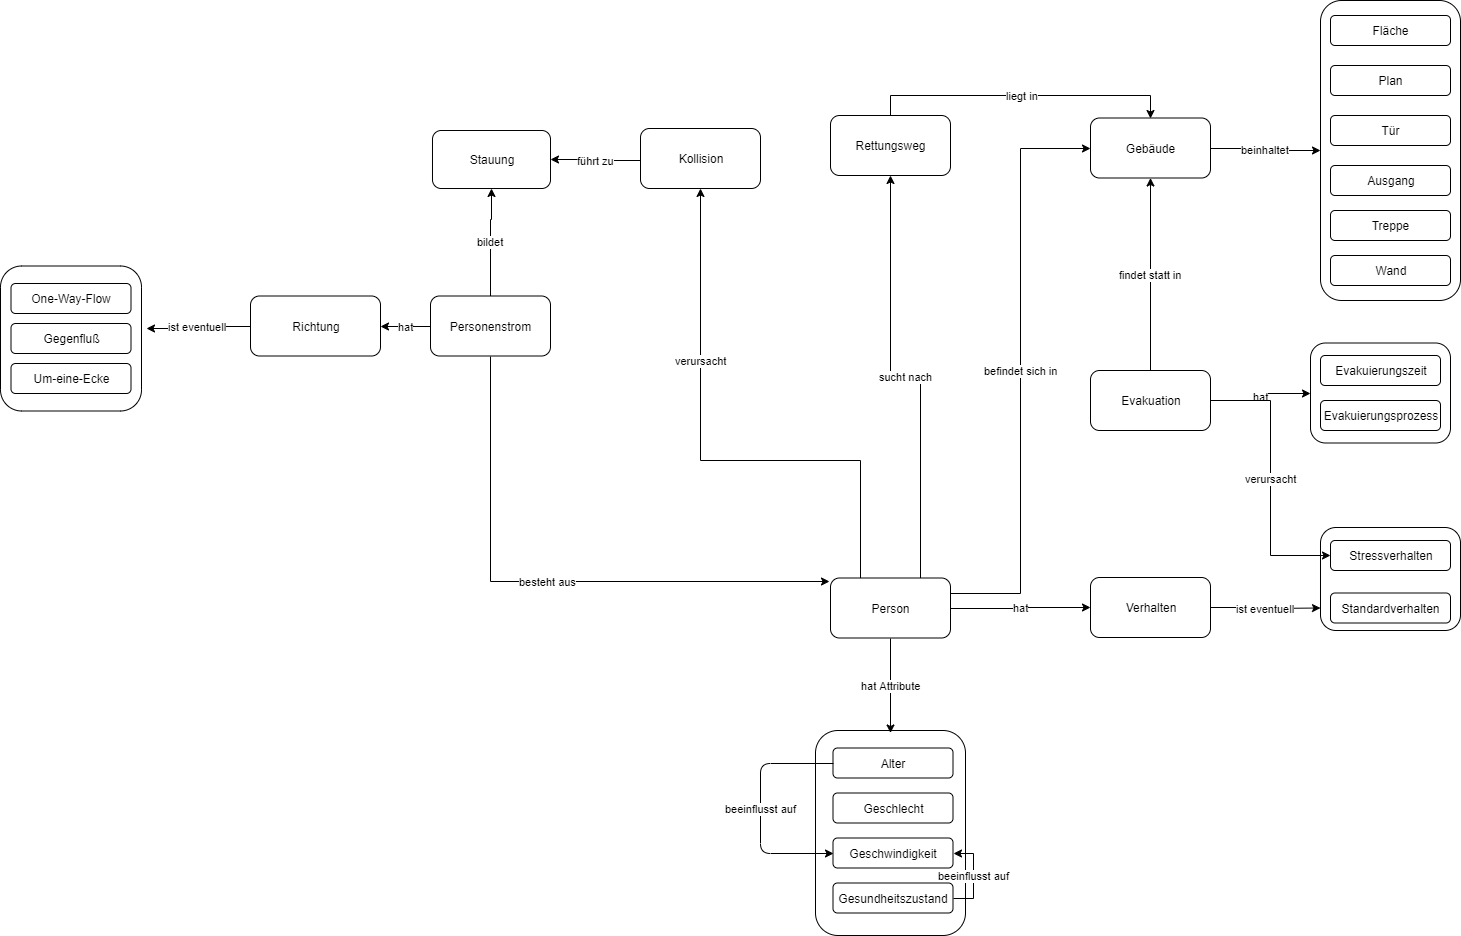 Fläche
Plan
Tür
Ausgang
Treppe
Wand
liegt in
Rettungsweg
Gebäude
beinhaltet
Stauung
führt zu
Kollision
bildet
findet statt in
One-Way-Flow
Gegenfluß
Um-eine-Ecke
ist eventuell
Richtung
hat
Personenstrom
verursacht
sucht nach
befindet sich in
Evakuation
hat
Evakuierungszeit
Evakuierungsprozess
verursacht
Stressverhalten
Standardverhalten
besteht aus
Person
hat
Verhalten
ist eventuell
hat Attribute
Alter
Geschlecht
Geschwindigkeit
Gesundheitszustand
beeinflusst auf
beeinflusst auf